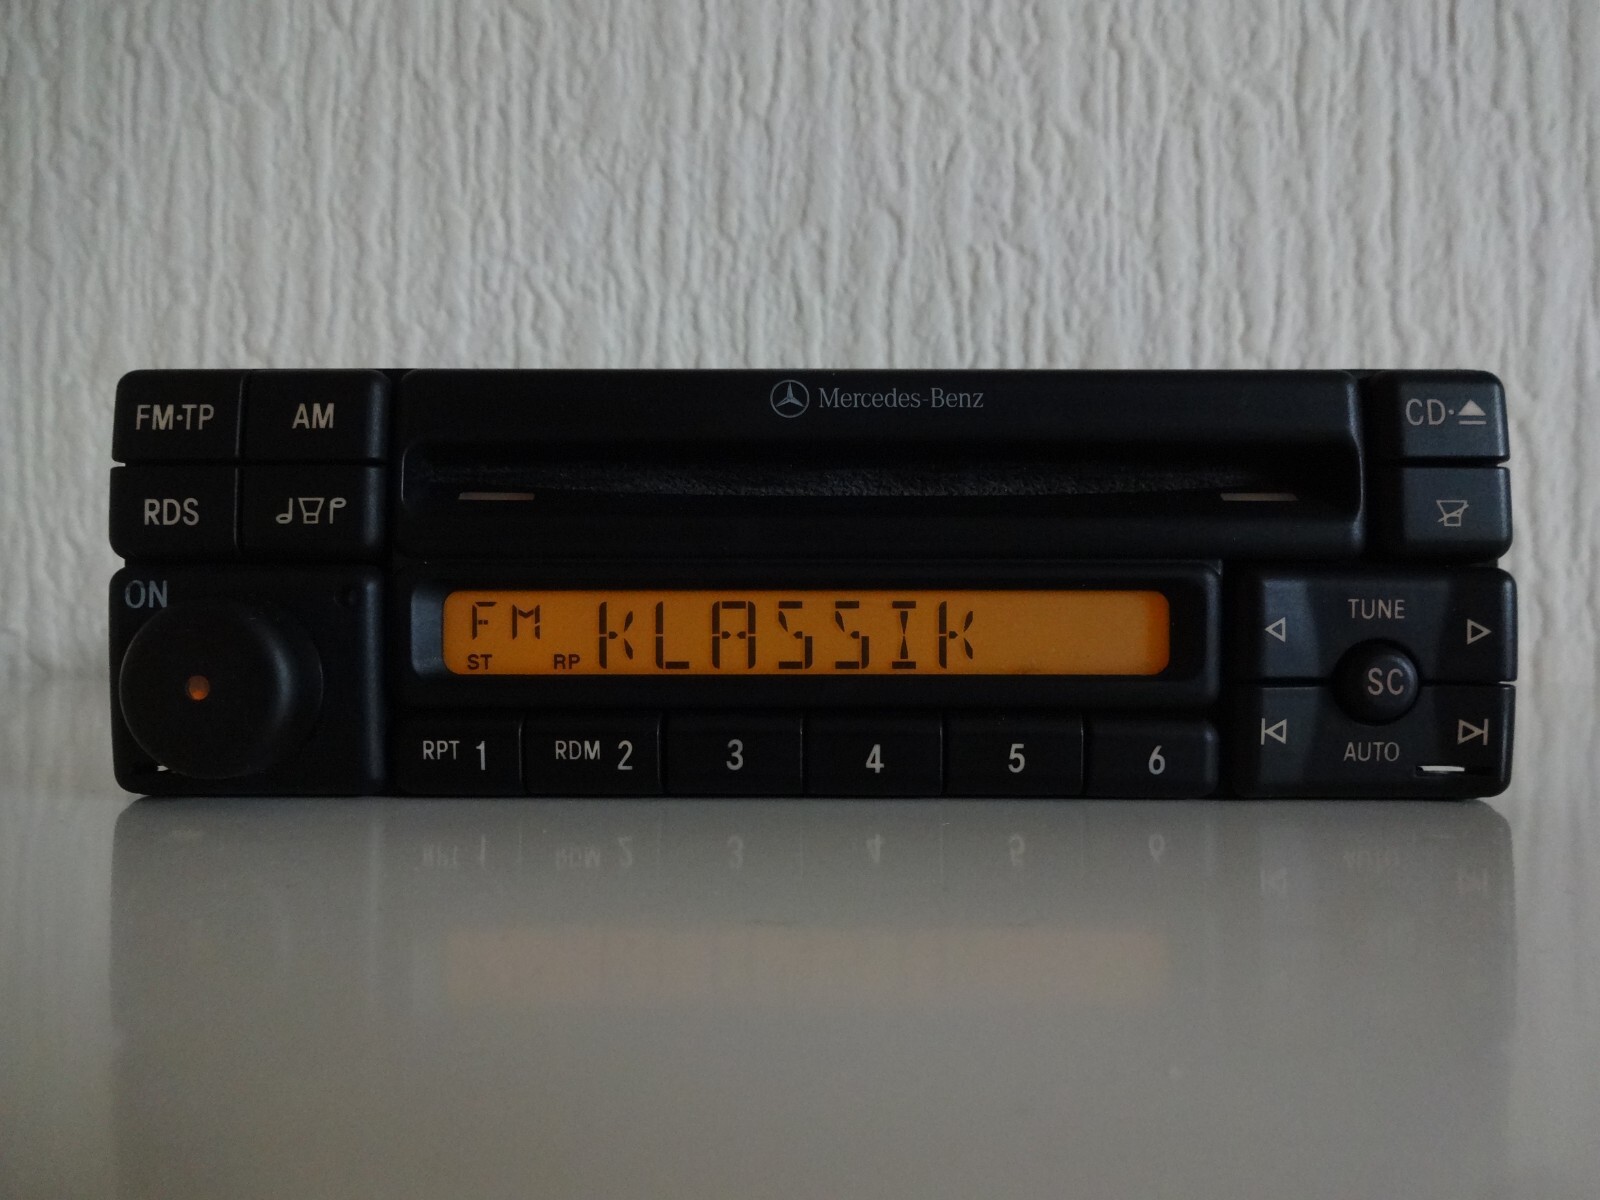 Mercedes-Benz
FM·TP AM CD·
RDS
ON
FM KLASSIK
ST RP
TUNE
SC
AUTO
RPT 1 RDM 2 3 4 5 6